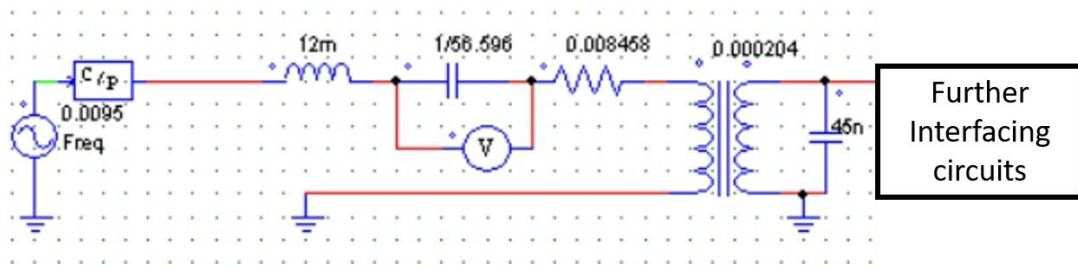 12m
1/56.596
0.008458
0.000204
C/P
0.0095
Freq
V
45n
Further
Interfacing
circuits